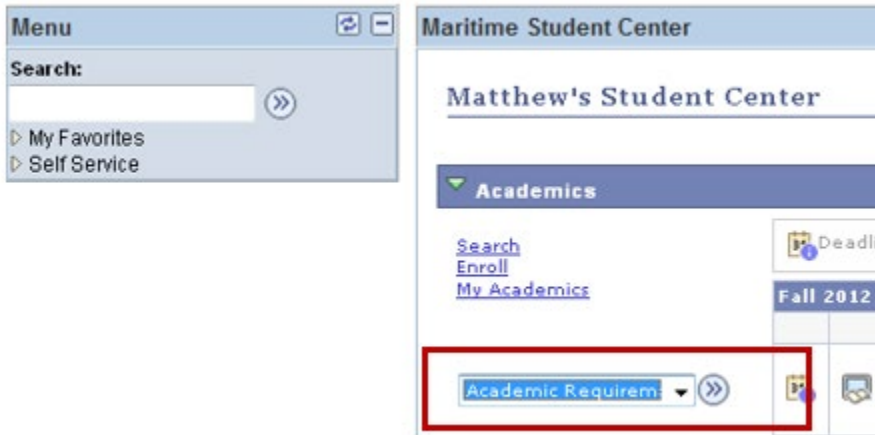 Menu
Search:
My Favorites
Self Service
Maritime Student Center
Matthew's Student Center
Academics
Search
Enroll
My Academics
Deadli
Fall 2012
Academic Requirem